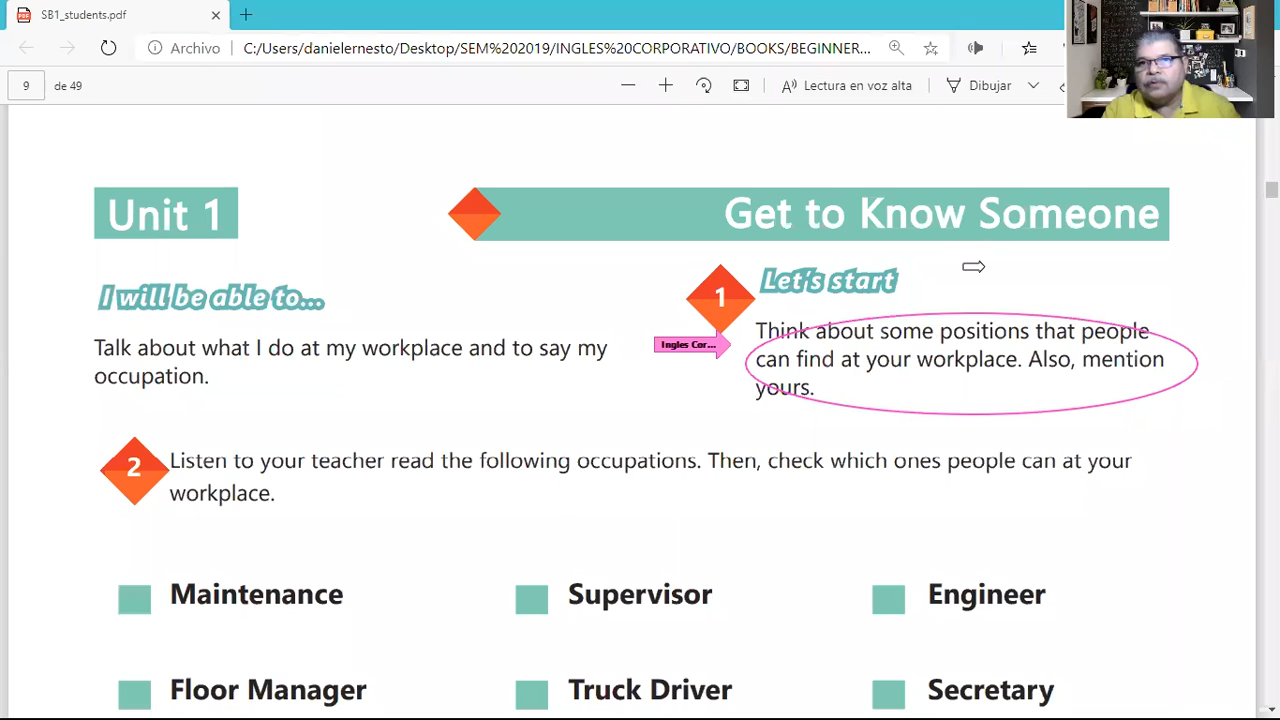 SB1_students.pdf
Archivo
C:/Users/danielernesto/Desktop/SEM%202019/INGLES%20CORPORATIVO/BOOKS/BEGINNER...
9 de 49
Lectura en voz alta
Dibujar
Unit 1
Get to Know Someone
I will be able to...
Talk about what I do at my workplace and to say my
occupation.
1
Let's start
Ingles Cor...
Think about some positions that people
can find at your workplace. Also, mention
yours.
2
Listen to your teacher read the following occupations. Then, check which ones people can at your
workplace.
Maintenance
Supervisor
Engineer
Floor Manager
Truck Driver
Secretary